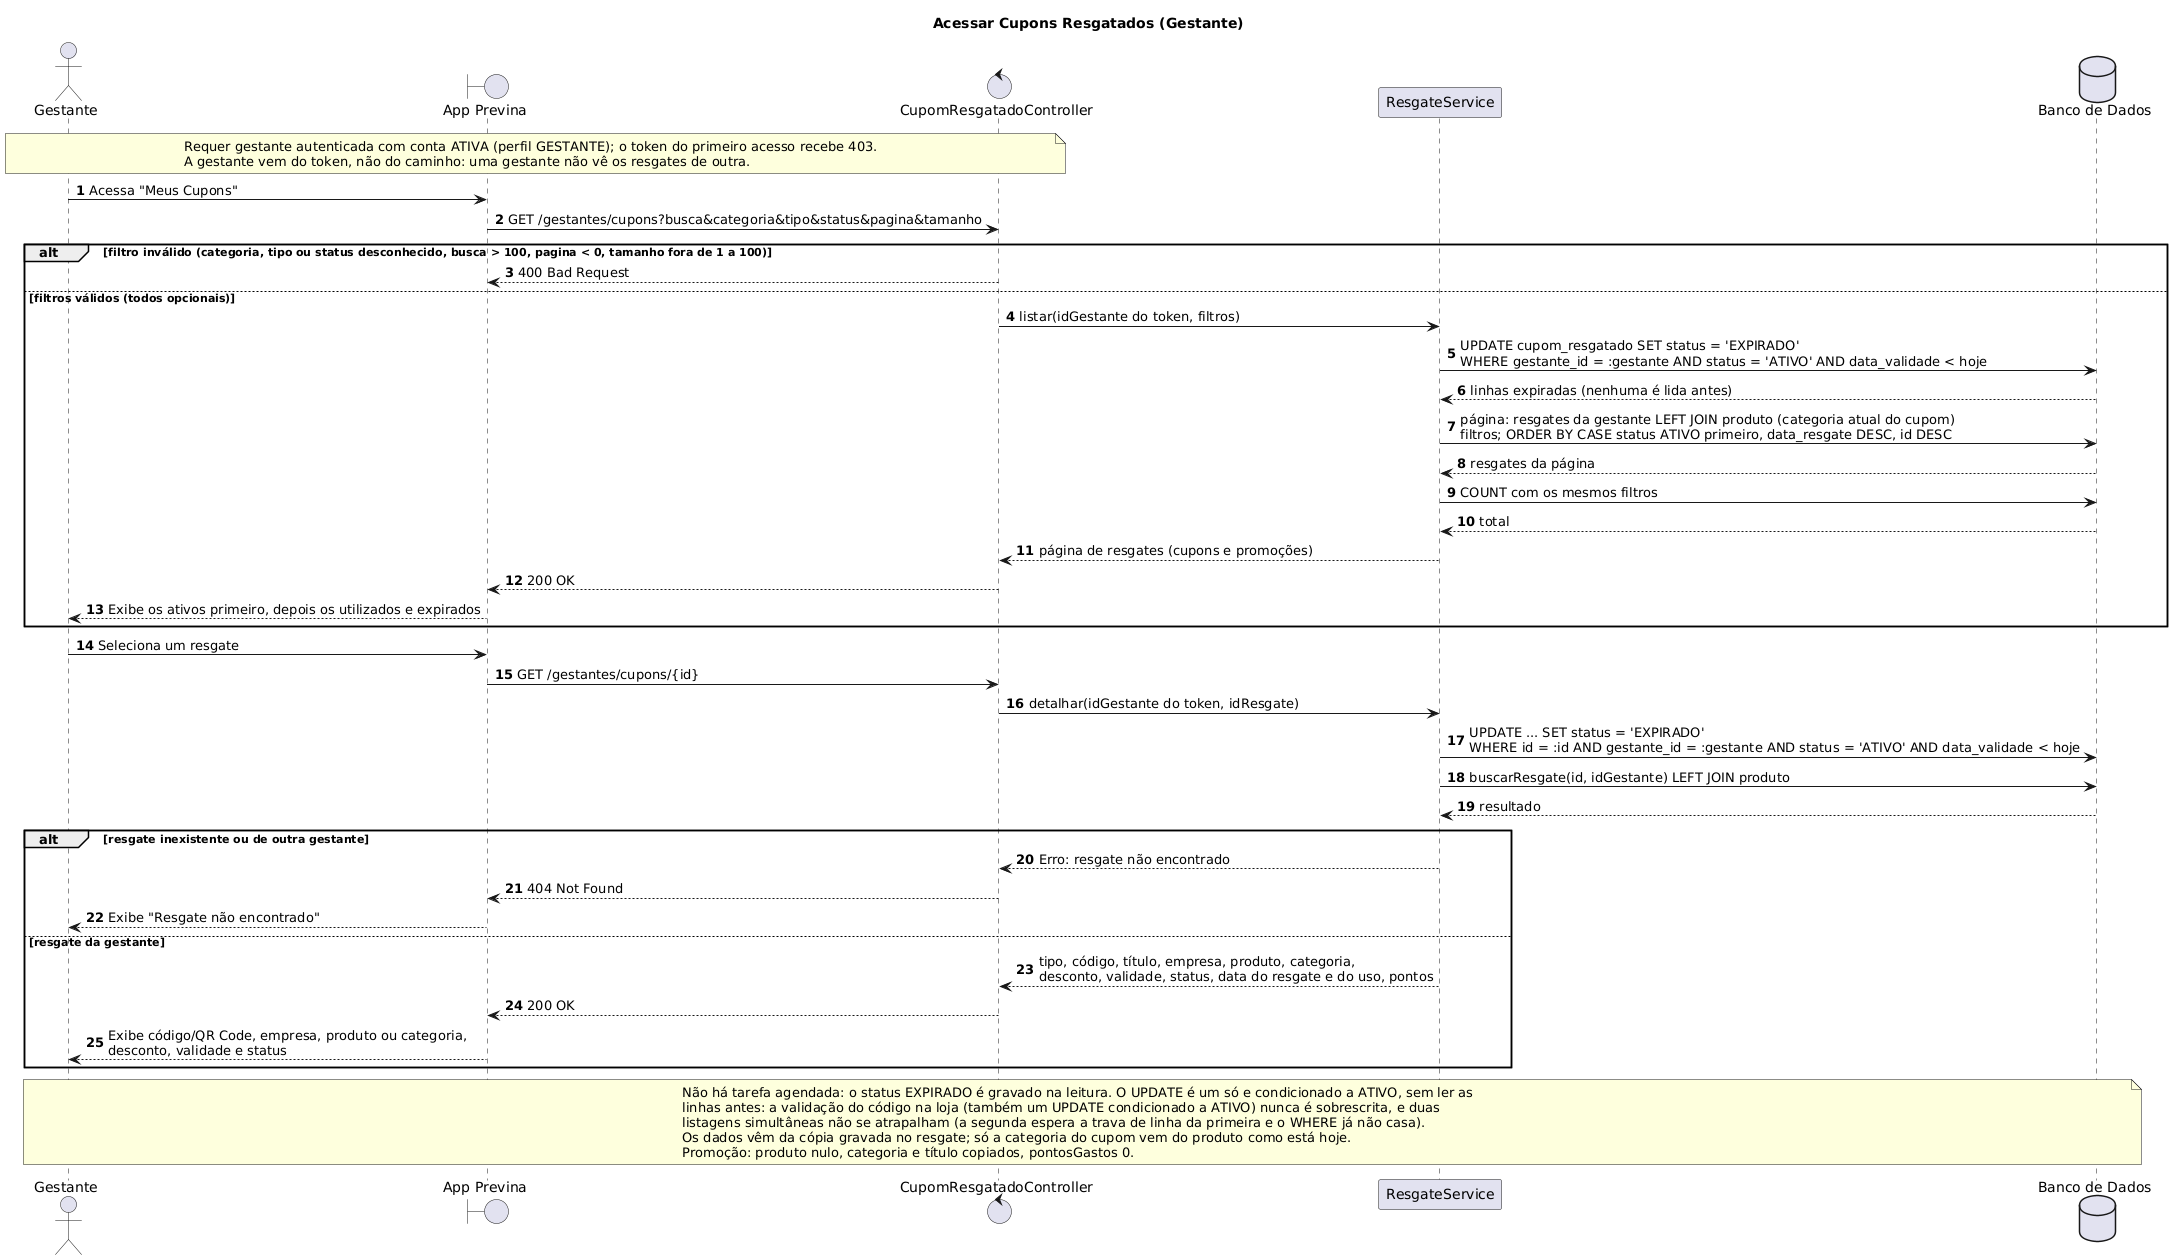 Acessar Cupons Resgatados (Gestante)
Gestante
App Previna
CupomResgatadoController
ResgateService
Banco de Dados
Requer gestante autenticada com conta ATIVA (perfil GESTANTE); o token do primeiro acesso recebe 403.
A gestante vem do token, não do caminho: uma gestante não vê os resgates de outra.
1 Acessa "Meus Cupons"
2 GET /gestantes/cupons?busca&categoria&tipo&status&pagina&tamanho
alt [filtro inválido (categoria, tipo ou status desconhecido, busca > 100, pagina < 0, tamanho fora de 1 a 100)]
3 400 Bad Request
[filtros válidos (todos opcionais)]
4 listar(idGestante do token, filtros)
5 UPDATE cupom_resgatado SET status = 'EXPIRADO'
WHERE gestante_id = :gestante AND status = 'ATIVO' AND data_validade < hoje
6 linhas expiradas (nenhuma é lida antes)
7 página: resgates da gestante LEFT JOIN produto (categoria atual do cupom)
filtros; ORDER BY CASE status ATIVO primeiro, data_resgate DESC, id DESC
8 resgates da página
9 COUNT com os mesmos filtros
10 total
11 página de resgates (cupons e promoções)
12 200 OK
13 Exibe os ativos primeiro, depois os utilizados e expirados
14 Seleciona um resgate
15 GET /gestantes/cupons/{id}
16 detalhar(idGestante do token, idResgate)
17 UPDATE ... SET status = 'EXPIRADO'
WHERE id = :id AND gestante_id = :gestante AND status = 'ATIVO' AND data_validade < hoje
18 buscarResgate(id, idGestante) LEFT JOIN produto
19 resultado
alt [resgate inexistente ou de outra gestante]
20 Erro: resgate não encontrado
21 404 Not Found
22 Exibe "Resgate não encontrado"
[resgate da gestante]
23 tipo, código, título, empresa, produto, categoria,
desconto, validade, status, data do resgate e do uso, pontos
24 200 OK
25 Exibe código/QR Code, empresa, produto ou categoria,
desconto, validade e status
Não há tarefa agendada: o status EXPIRADO é gravado na leitura. O UPDATE é um só e condicionado a ATIVO, sem ler as
linhas antes: a validação do código na loja (também um UPDATE condicionado a ATIVO) nunca é sobrescrita, e duas
listagens simultâneas não se atrapalham (a segunda espera a trava de linha da primeira e o WHERE já não casa).
Os dados vêm da cópia gravada no resgate; só a categoria do cupom vem do produto como está hoje.
Promoção: produto nulo, categoria e título copiados, pontosGastos 0.
Gestante
App Previna
CupomResgatadoController
ResgateService
Banco de Dados